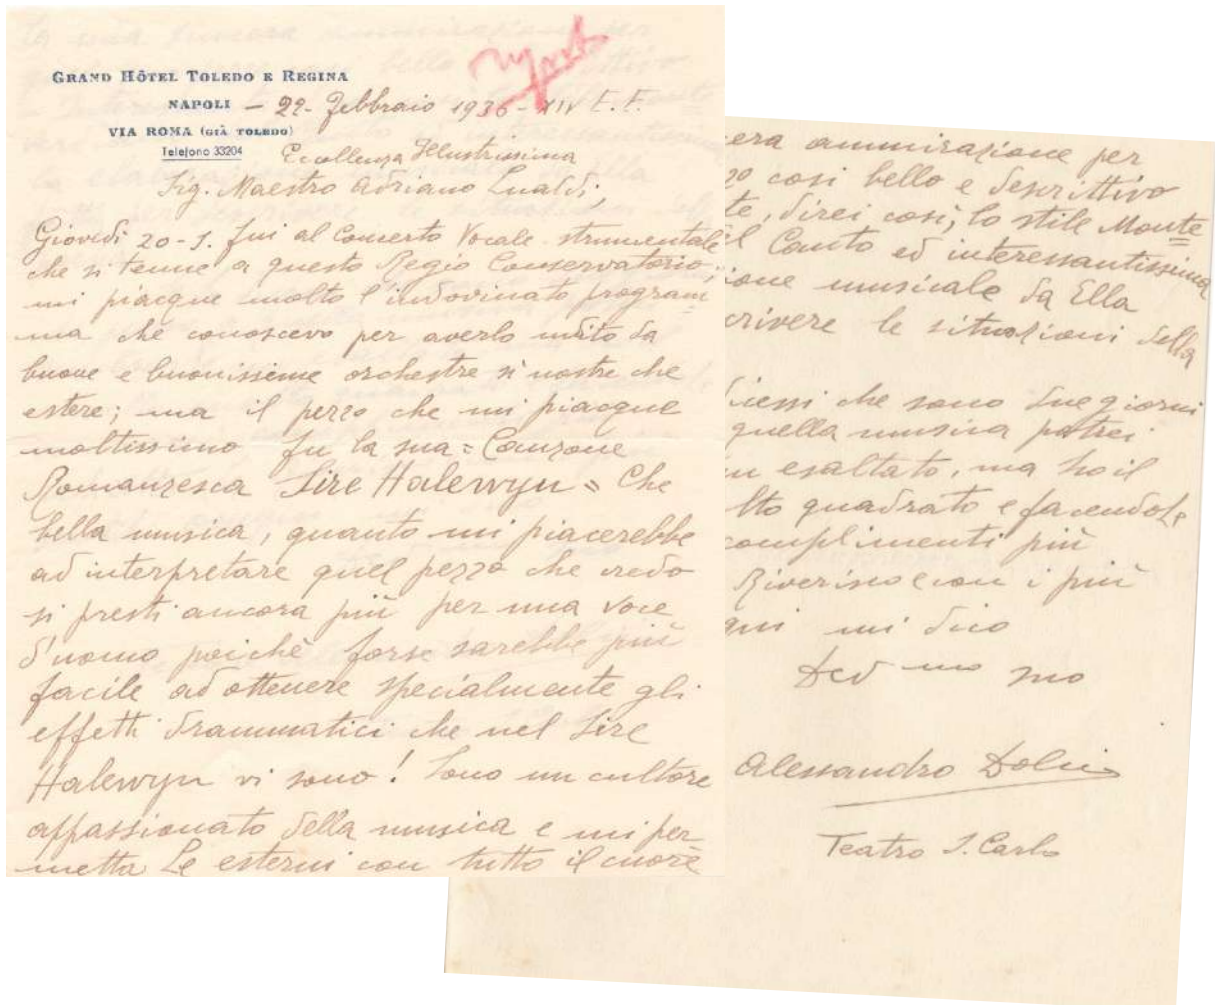 GRAND HÔTEL TOLEDO E REGINA
NAPOLI - 22- Febbraio 1936 - XIV E. F.
VIA ROMA (GIÀ TOLEDO)
Telefono 33204
Eccellenza Illustrissima
Sig. Maestro Adriano Lualdi,
Giovedì 20-S. fui al Concerto Vocale-strumentale
che si tenne a questo Regio Conservatorio,
mi piacque molto l'indovinato program=
ma che conoscevo per averlo udito da
buone e buonissime orchestre sì nostre che
estere; ma il pezzo che mi piacque
moltissimo fu la sua = Canzone
Romanzesca Sire Halewyn = Che
bella musica, quanto mi piacerebbe
ad interpretare quel pezzo che credo
si presti ancora più per una voce
d'uomo poichè forse sarebbe più
facile ad ottenere specialmente gli
effetti drammatici che nel Sire
Halewyn vi sono! Sono un cultore
appassionato della musica e mi per
metta Le esterni con tutto il cuore
era ammirazione per
zo così bello e descrittivo
te, direi così, lo stile Monte=
l Canto ed interessantissima
ione musicale da Ella
crivere le situazioni della
icessi che sono due giorni
quella musica potrei
n esaltato, ma ho il
lto quadrato e facendoLe
complimenti più
Riverisco e con i più
qui mi dico
Dev mo suo
Alessandro Dolci
Teatro S. Carlo